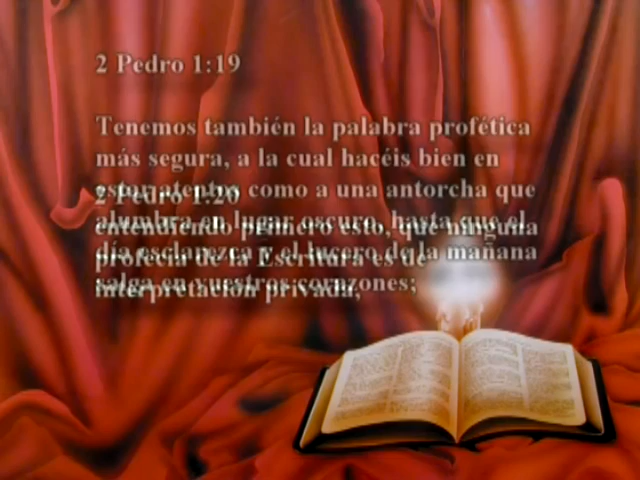 2 Pedro 1:19
Tenemos también la palabra profética
más segura, a la cual hacéis bien en
estar atentos como a una antorcha que
alumbra en lugar oscuro, hasta que el
día esclarezca y el lucero de la mañana
salga en vuestros corazones;
2 Pedro 1:20
entendiendo primero esto, que ninguna
profecía de la Escritura es de
interpretación privada,